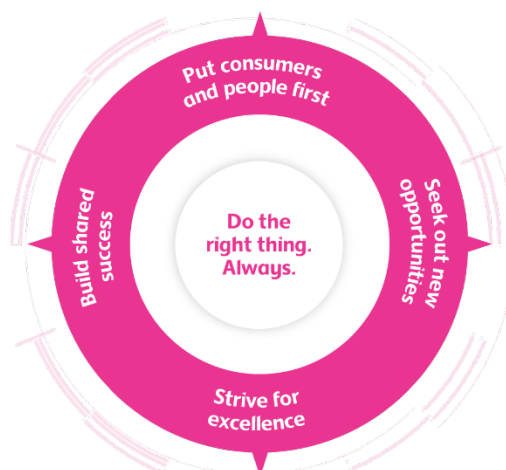 Put consumers
and people first
Seek out new
opportunities
Do the
right thing.
Always.
Build shared
success
Strive for
excellence